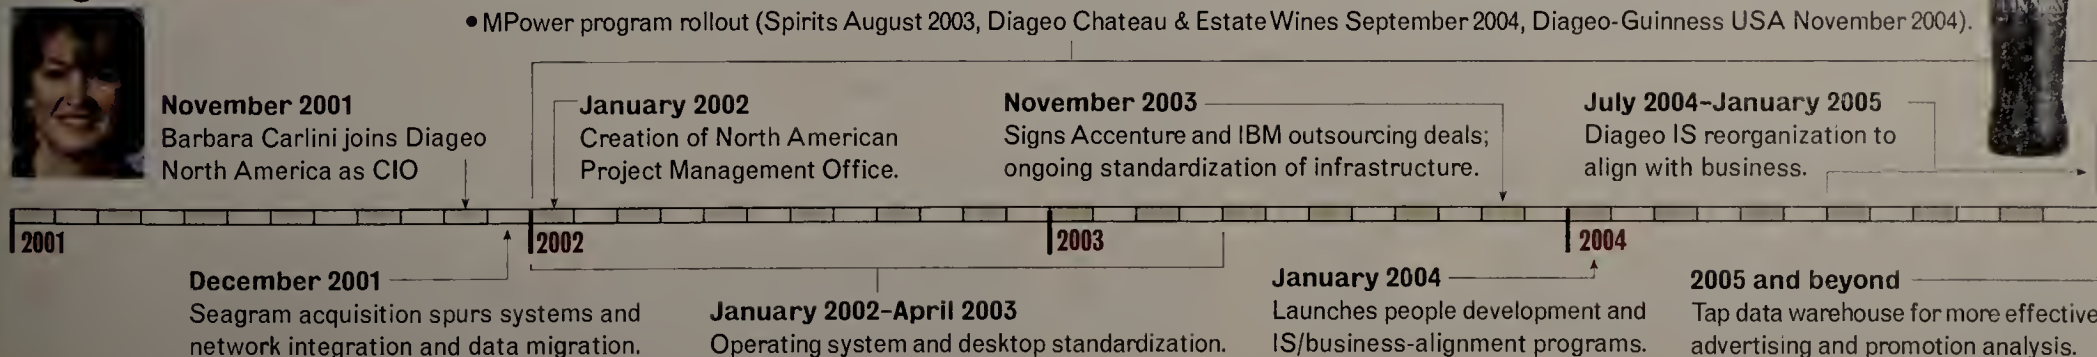 • MPower program rollout (Spirits August 2003, Diageo Chateau & Estate Wines September 2004, Diageo-Guinness USA November 2004).
November 2001
Barbara Carlini joins Diageo
North America as CIO
January 2002
Creation of North American
Project Management Office.
November 2003
Signs Accenture and IBM outsourcing deals;
ongoing standardization of infrastructure.
July 2004–January 2005
Diageo IS reorganization to
align with business.
2001
2002
2003
2004
December 2001
Seagram acquisition spurs systems and
network integration and data migration.
January 2002–April 2003
Operating system and desktop standardization.
January 2004
Launches people development and
IS/business-alignment programs.
2005 and beyond
Tap data warehouse for more effective
advertising and promotion analysis.